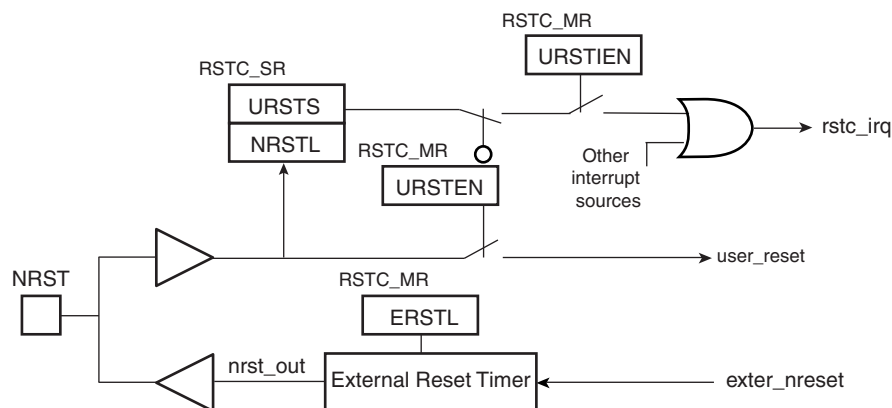 RSTC_MR
URSTIEN
RSTC_SR
URSTS
NRSTL
rstc_irq
RSTC_MR
URSTEN
Other
interrupt
sources
user_reset
NRST
RSTC_MR
ERSTL
nrst_out
External Reset Timer
exter_nreset